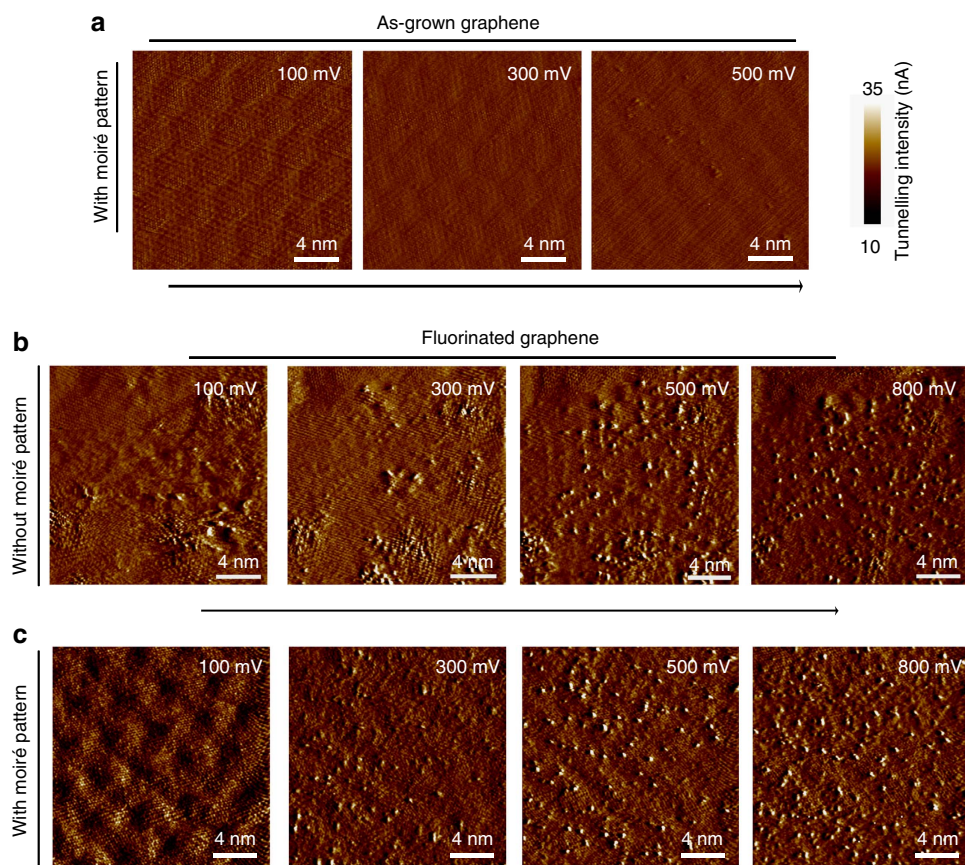 a
As-grown graphene
With moiré pattern
100 mV
300 mV
500 mV
4 nm
4 nm
4 nm
35
10
Tunnelling intensity (nA)
b
Fluorinated graphene
Without moiré pattern
100 mV
300 mV
500 mV
800 mV
4 nm
4 nm
4 nm
4 nm
c
With moiré pattern
100 mV
300 mV
500 mV
800 mV
4 nm
4 nm
4 nm
4 nm